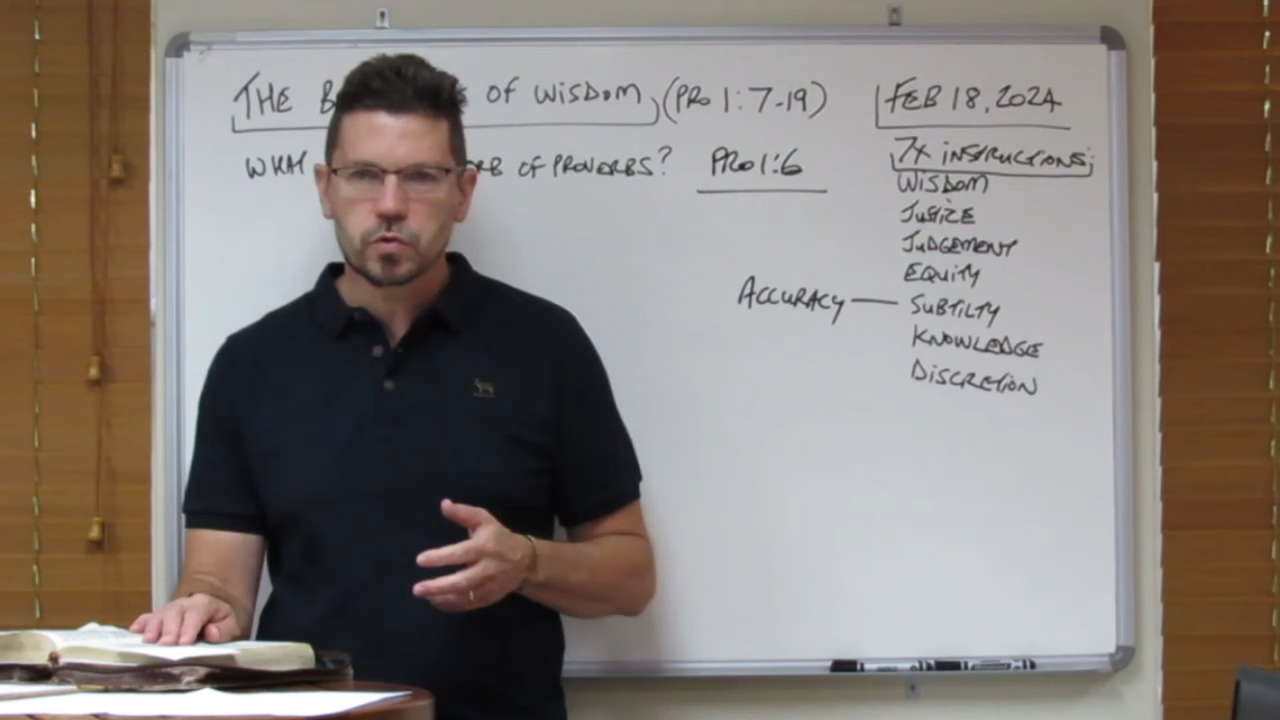 THE B OF WISDOM (PRO 1:7-19)
WHAT OF PROVERBS? PRO 1:6
FEB 18, 2024
7X INSTRUCTIONS;
WISDOM
JUSTICE
JUDGEMENT
EQUITY
ACCURACY — SUBTILTY
KNOWLEDGE
DISCRETION